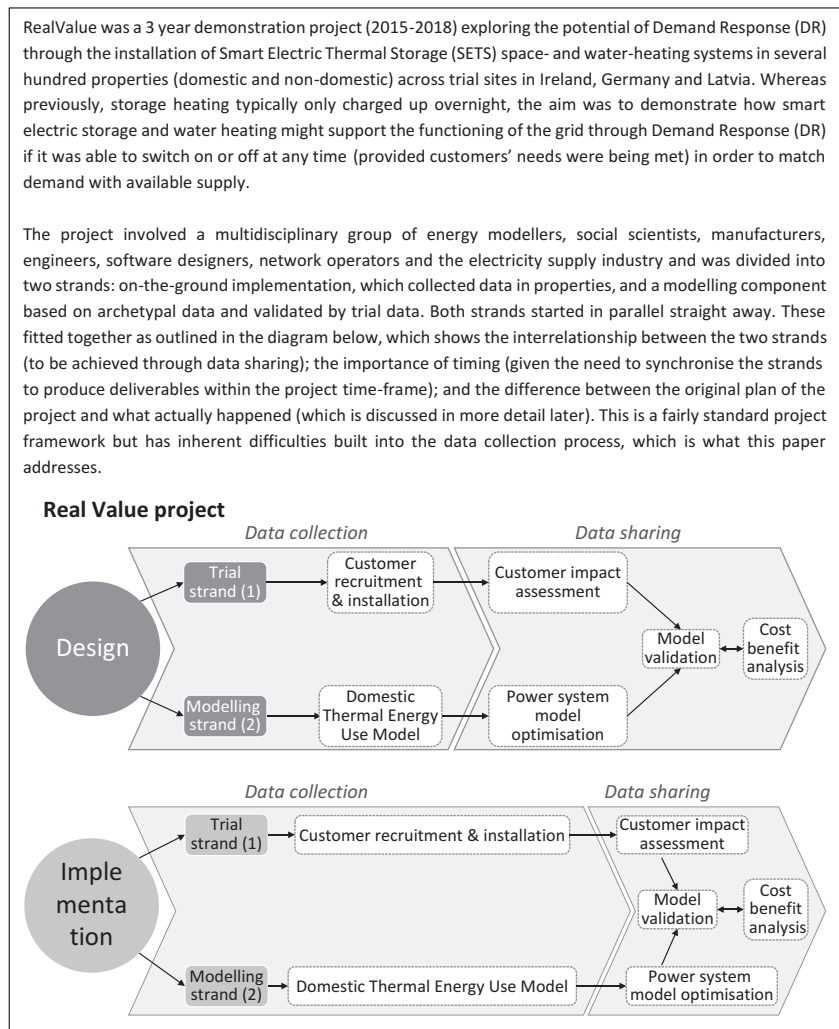 RealValue was a 3 year demonstration project (2015-2018) exploring the potential of Demand Response (DR)
through the installation of Smart Electric Thermal Storage (SETS) space- and water-heating systems in several
hundred properties (domestic and non-domestic) across trial sites in Ireland, Germany and Latvia. Whereas
previously, storage heating typically only charged up overnight, the aim was to demonstrate how smart
electric storage and water heating might support the functioning of the grid through Demand Response (DR)
if it was able to switch on or off at any time (provided customers' needs were being met) in order to match
demand with available supply.
The project involved a multidisciplinary group of energy modellers, social scientists, manufacturers,
engineers, software designers, network operators and the electricity supply industry and was divided into
two strands: on-the-ground implementation, which collected data in properties, and a modelling component
based on archetypal data and validated by trial data. Both strands started in parallel straight away. These
fitted together as outlined in the diagram below, which shows the interrelationship between the two strands
(to be achieved through data sharing); the importance of timing (given the need to synchronise the strands
to produce deliverables within the project time-frame); and the difference between the original plan of the
project and what actually happened (which is discussed in more detail later). This is a fairly standard project
framework but has inherent difficulties built into the data collection process, which is what this paper
addresses.
Real Value project
Data collection
Data sharing
Design
Trial
strand (1)
Customer
recruitment
& installation
Customer impact
assessment
Modelling
strand (2)
Domestic
Thermal Energy
Use Model
Power system
model
optimisation
Model
validation
Cost
benefit
analysis
Data collection
Data sharing
Imple
menta
tion
Trial
strand (1)
Customer recruitment & installation
Customer impact
assessment
Modelling
strand (2)
Domestic Thermal Energy Use Model
Power system
model optimisation
Model
validation
Cost
benefit
analysis